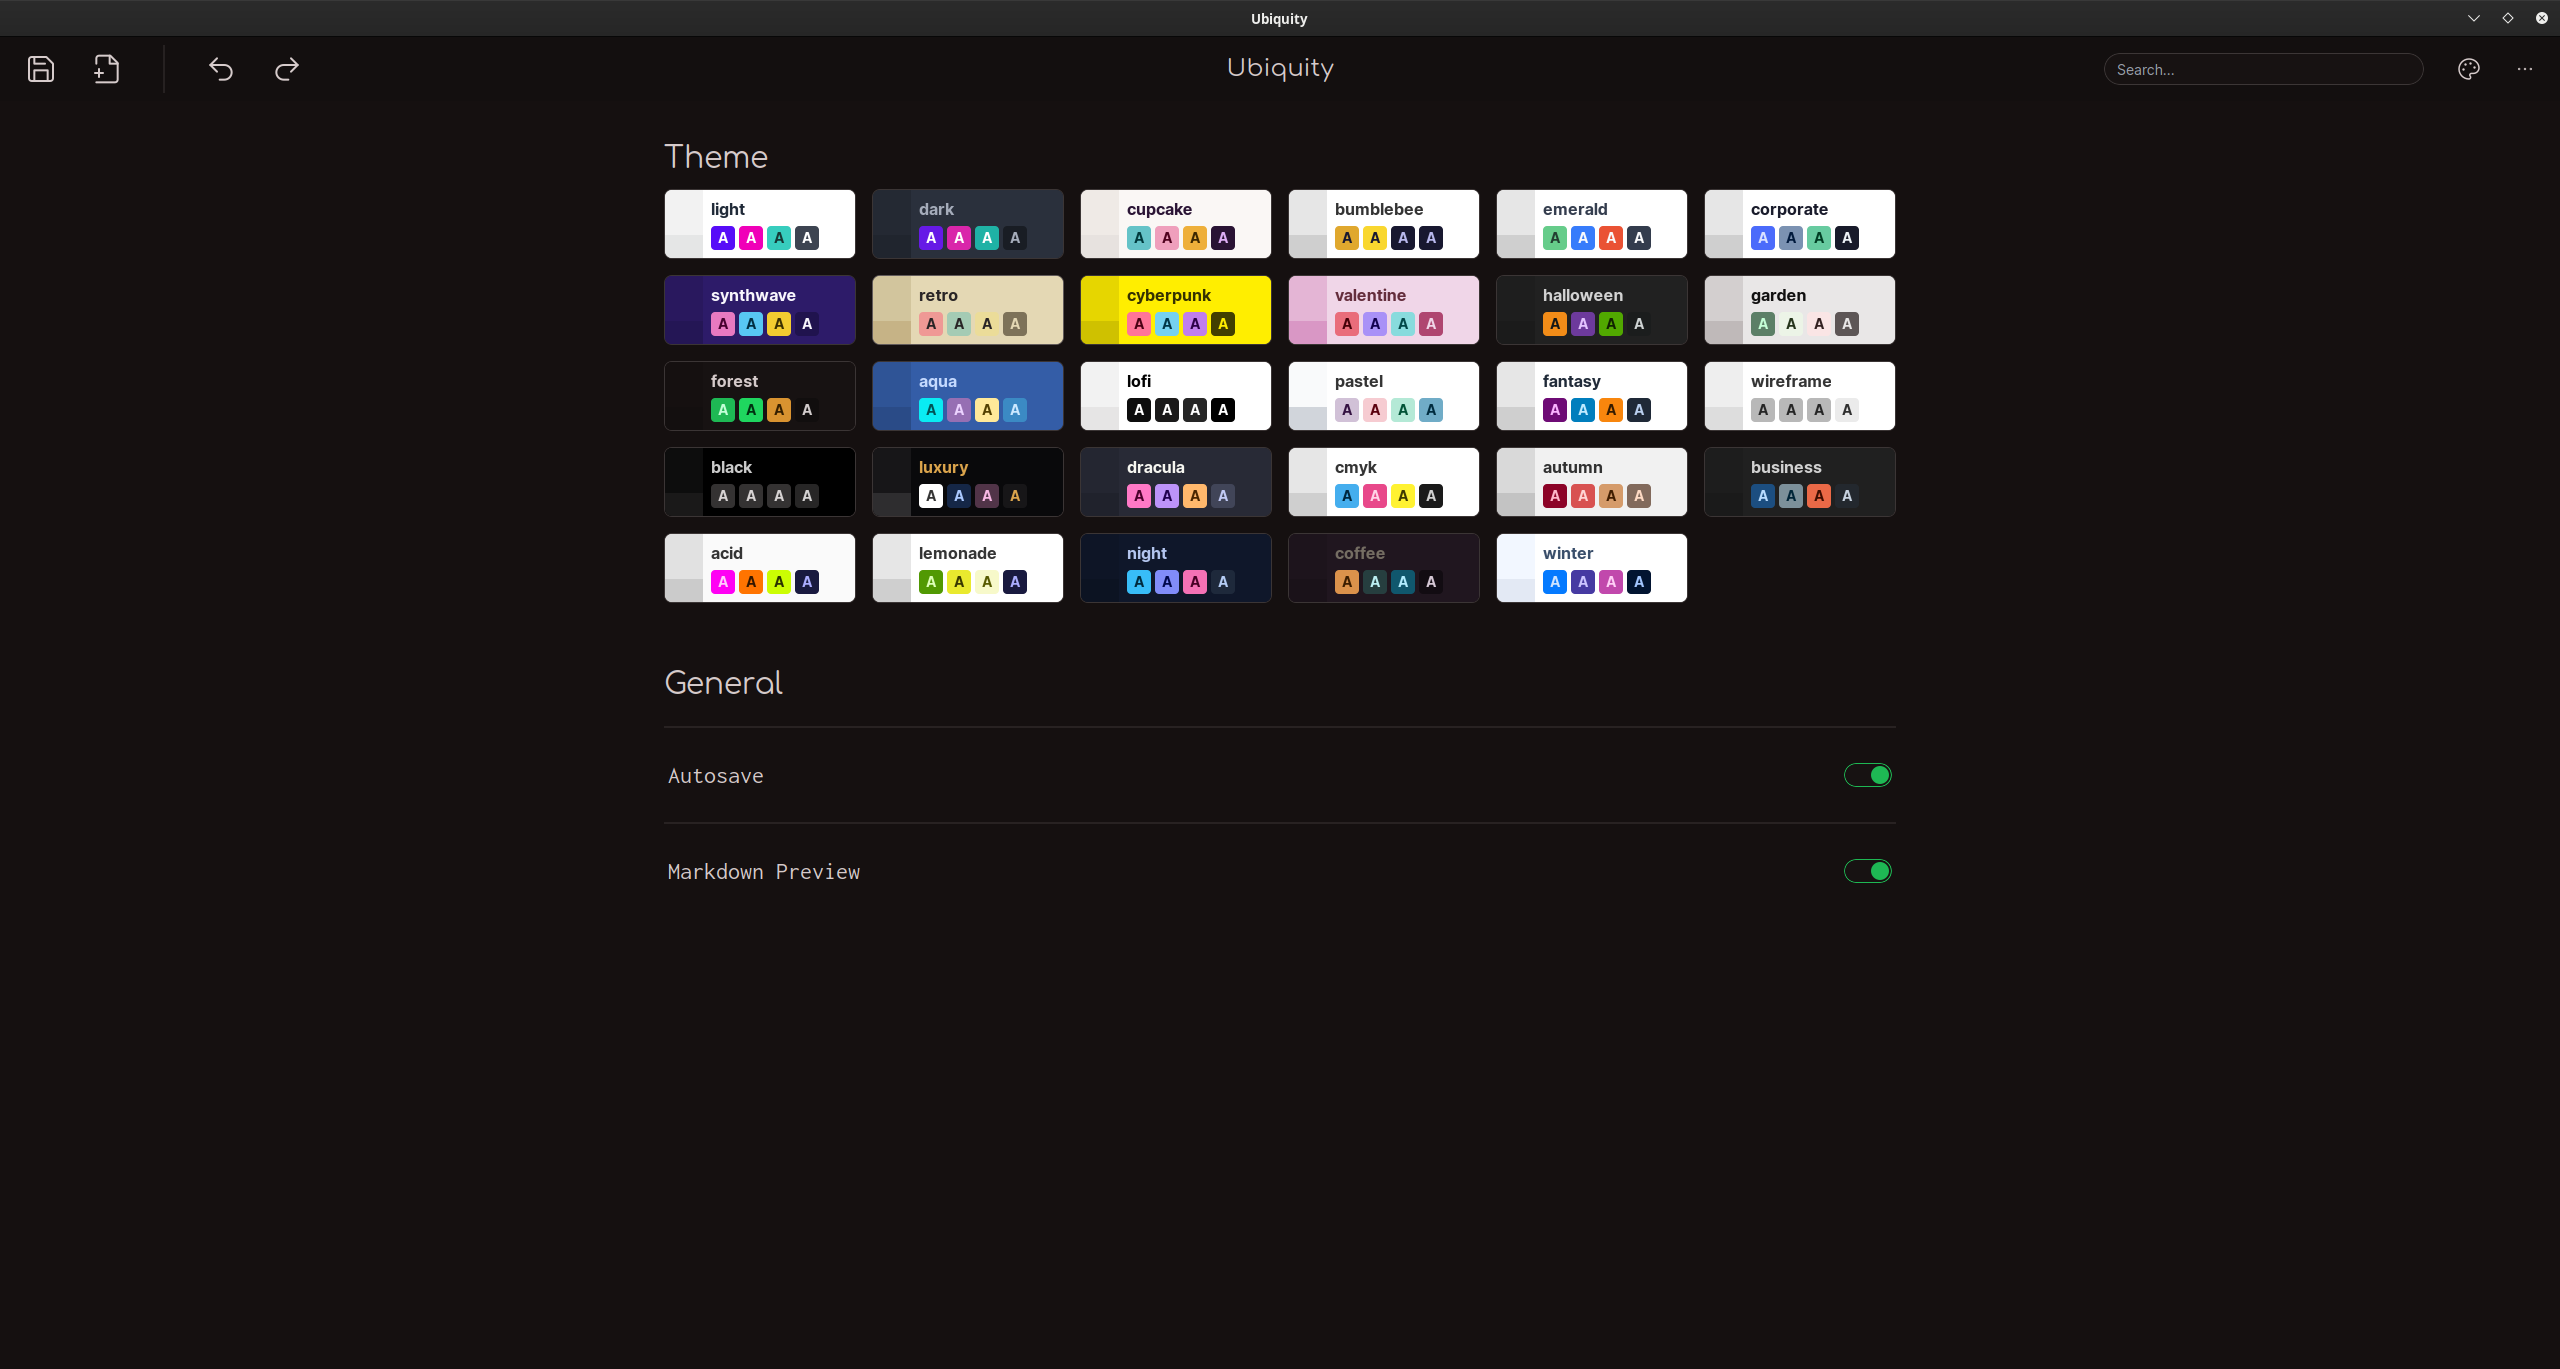 Ubiquity
Ubiquity
Search...
Theme
light
A A A A
dark
A A A A
cupcake
A A A A
bumblebee
A A A A
emerald
A A A A
corporate
A A A A
synthwave
A A A A
retro
A A A A
cyberpunk
A A A A
valentine
A A A A
halloween
A A A A
garden
A A A A
forest
A A A A
aqua
A A A A
lofi
A A A A
pastel
A A A A
fantasy
A A A A
wireframe
A A A A
black
A A A A
luxury
A A A A
dracula
A A A A
cmyk
A A A A
autumn
A A A A
business
A A A A
acid
A A A A
lemonade
A A A A
night
A A A A
coffee
A A A A
winter
A A A A
General
Autosave
Markdown Preview